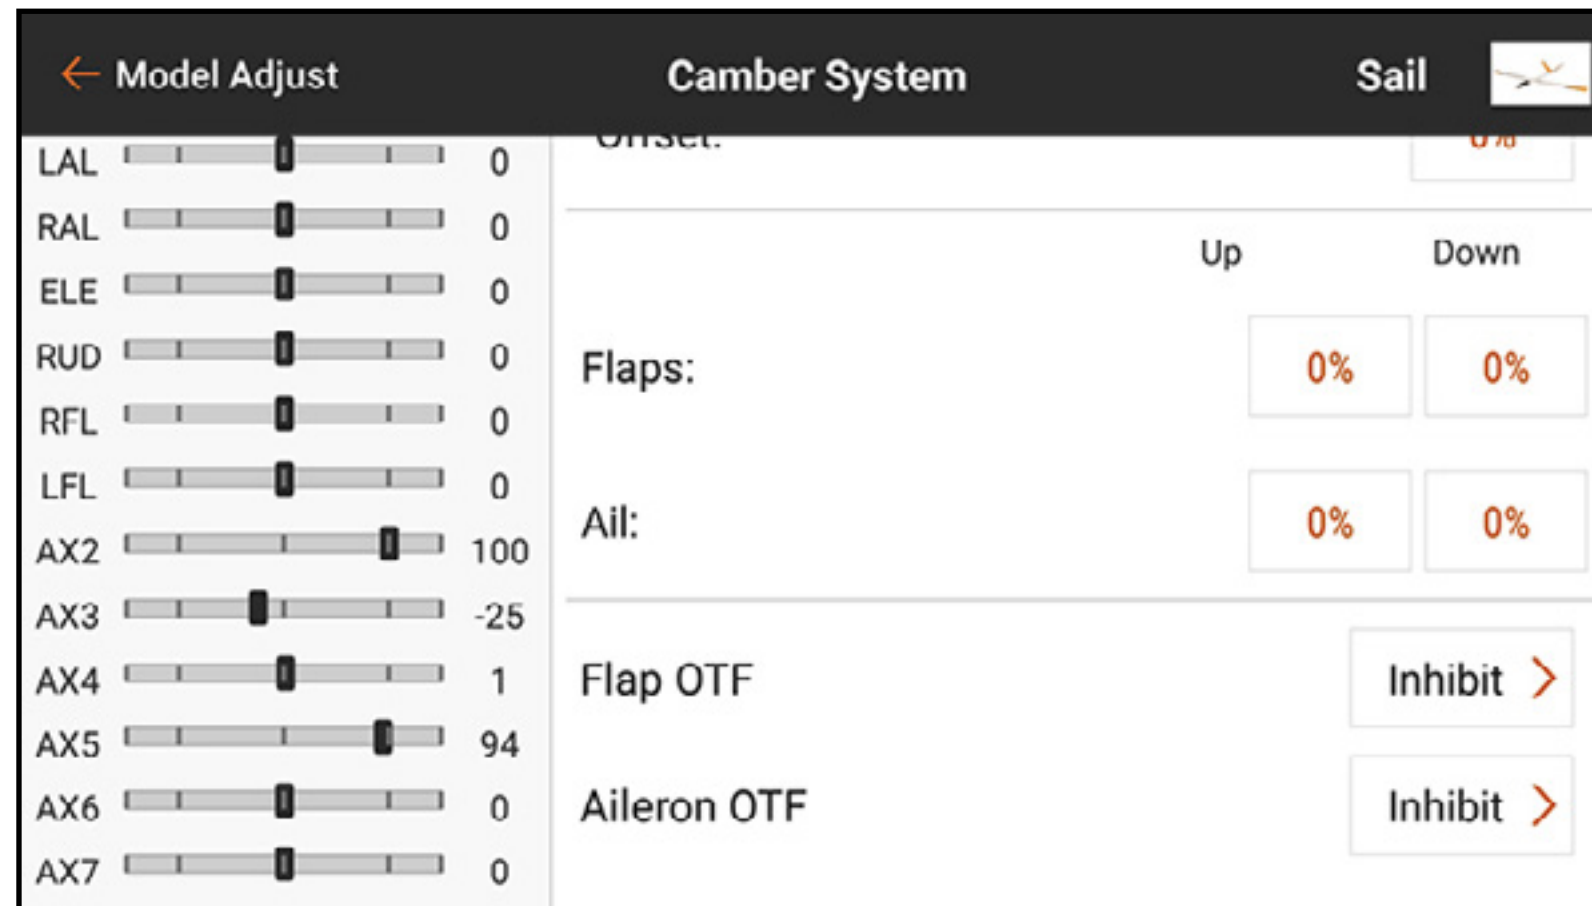 Model Adjust Camber System Sail
LAL 0
RAL 0
ELE 0
RUD 0
RFL 0
LFL 0
AX2 100
AX3 -25
AX4 1
AX5 94
AX6 0
AX7 0
Offset: 0%
Up Down
Flaps: 0% 0%
Ail: 0% 0%
Flap OTF Inhibit
Aileron OTF Inhibit